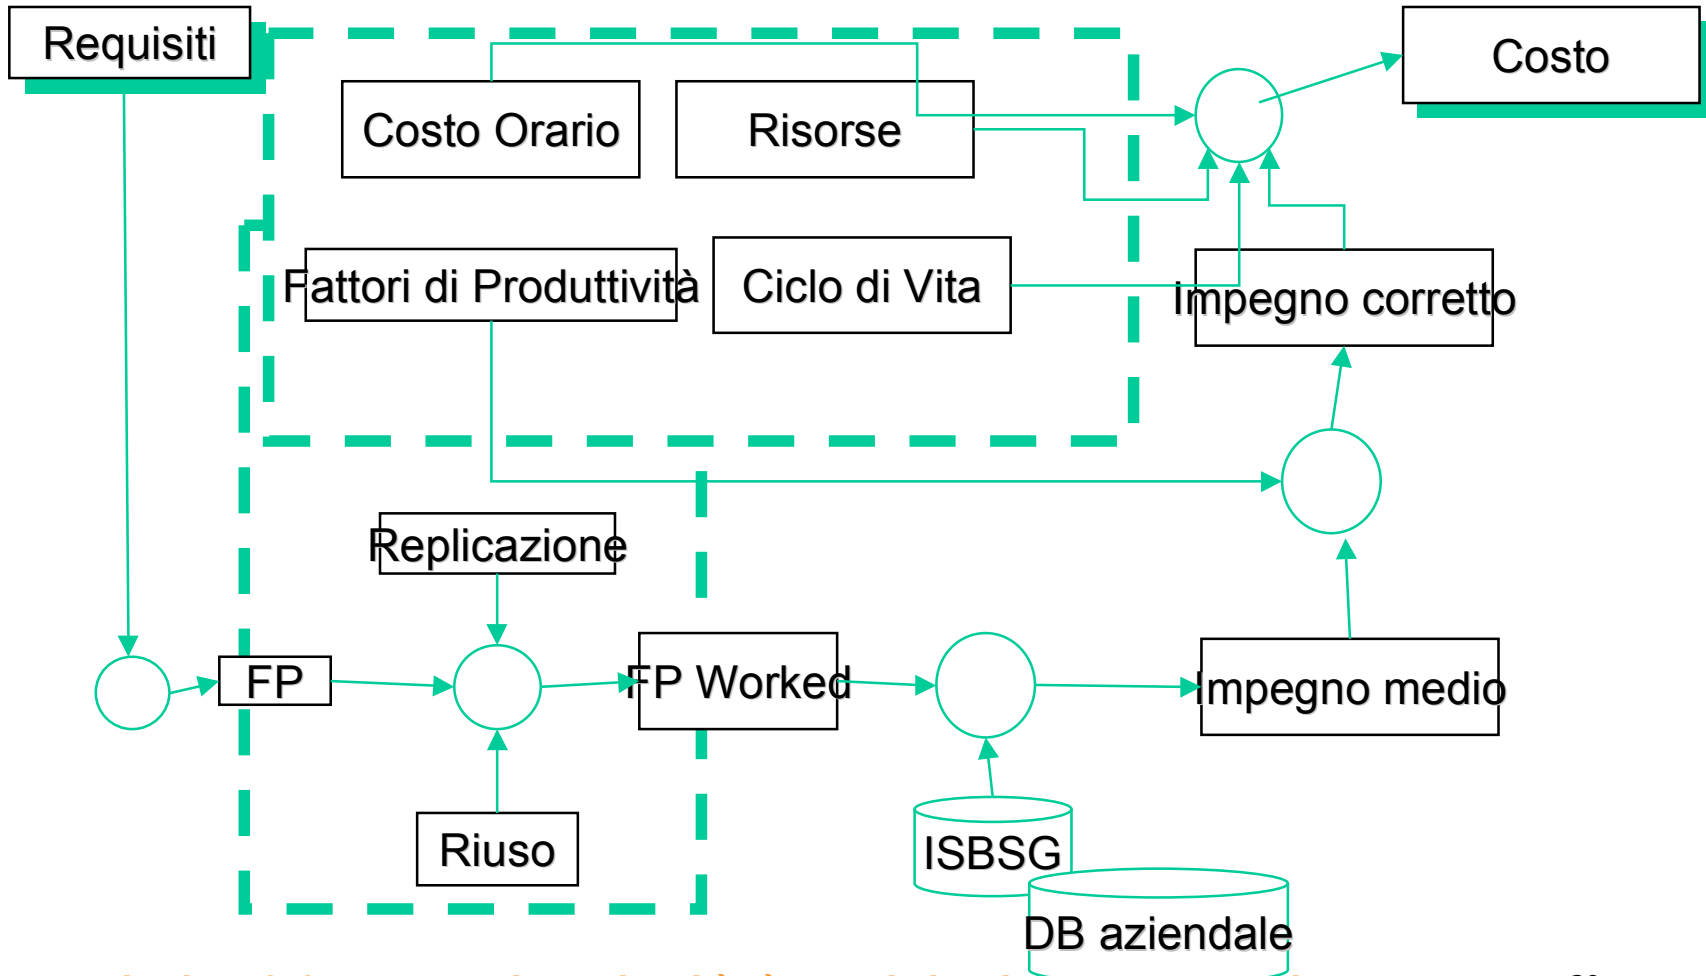 Requisiti
Costo
Costo Orario
Risorse
Fattori di Produttività
Ciclo di Vita
Impegno corretto
Replicazione
FP
FP Worked
Impegno medio
Riuso
ISBSG
DB aziendale